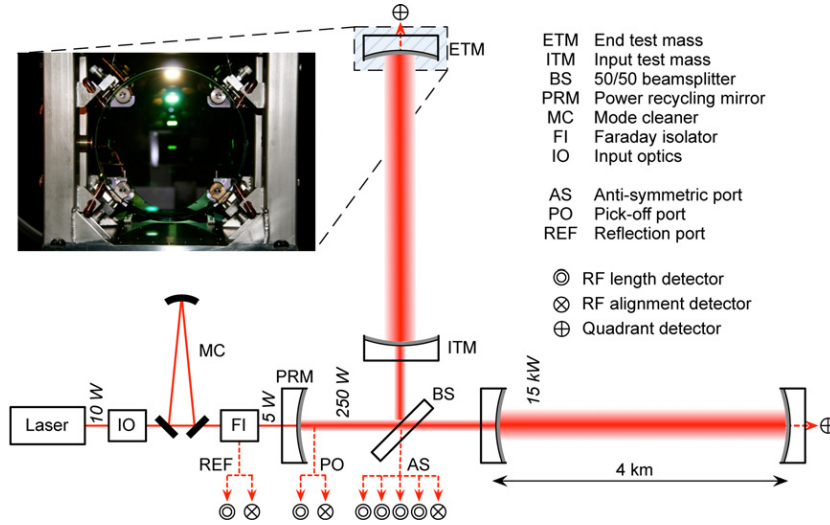 ETM
ETM End test mass
ITM Input test mass
BS 50/50 beamsplitter
PRM Power recycling mirror
MC Mode cleaner
FI Faraday isolator
IO Input optics
AS Anti-symmetric port
PO Pick-off port
REF Reflection port
RF length detector
RF alignment detector
Quadrant detector
MC
ITM
PRM
250 W
BS
15 kW
10 W
5 W
Laser
IO
FI
REF
PO
AS
4 km